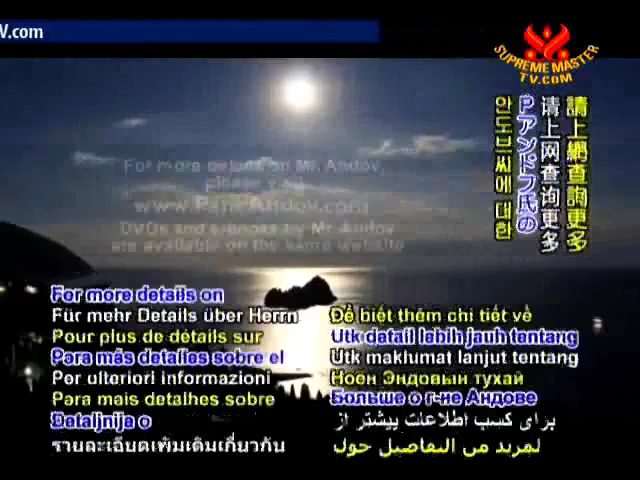 V.com
SUPREME MASTER
TV.COM
請上網查詢更多
请上网查询更多
Pアンドフ氏の
안도브씨에 대한
For more details on Mr. Andov,
please visit
DVDs and
by Mr. Andov
are available on the same website
For more details on
Für mehr Details über Herrn
Pour plus de détails sur
Para más detalles sobre el
Per ulteriori informazioni
Para mais detalhes sobre
Detaljnije o
รายละเอียดเพิ่มเติมเกี่ยวกับ
Để biết thêm chi tiết về
Utk detail lebih jauh tentang
Utk maklumat lanjut tentang
Ноён Эндовын тухай
Больше о г-не Андове
برای کسب اطلاعات بیشتر از
لمزيد من التفاصيل حول